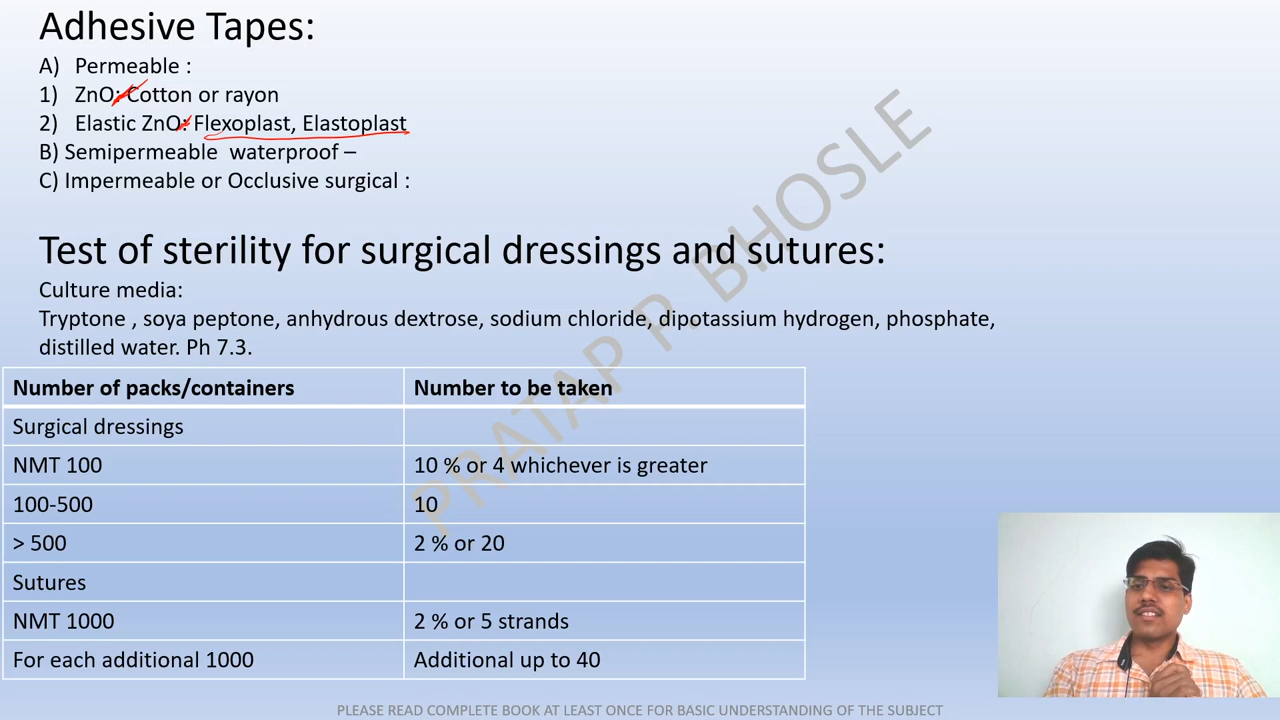 Adhesive Tapes:
A) Permeable :
1) ZnO: Cotton or rayon
2) Elastic ZnO: Flexoplast, Elastoplast
B) Semipermeable waterproof –
C) Impermeable or Occlusive surgical :
Test of sterility for surgical dressings and sutures:
Culture media:
Tryptone , soya peptone, anhydrous dextrose, sodium chloride, dipotassium hydrogen, phosphate,
distilled water. Ph 7.3.
Number of packs/containers Number to be taken
Surgical dressings
NMT 100 10 % or 4 whichever is greater
100-500 10
> 500 2 % or 20
Sutures
NMT 1000 2 % or 5 strands
For each additional 1000 Additional up to 40
PRATAP P. BHOSLE
PLEASE READ COMPLETE BOOK AT LEAST ONCE FOR BASIC UNDERSTANDING OF THE SUBJECT